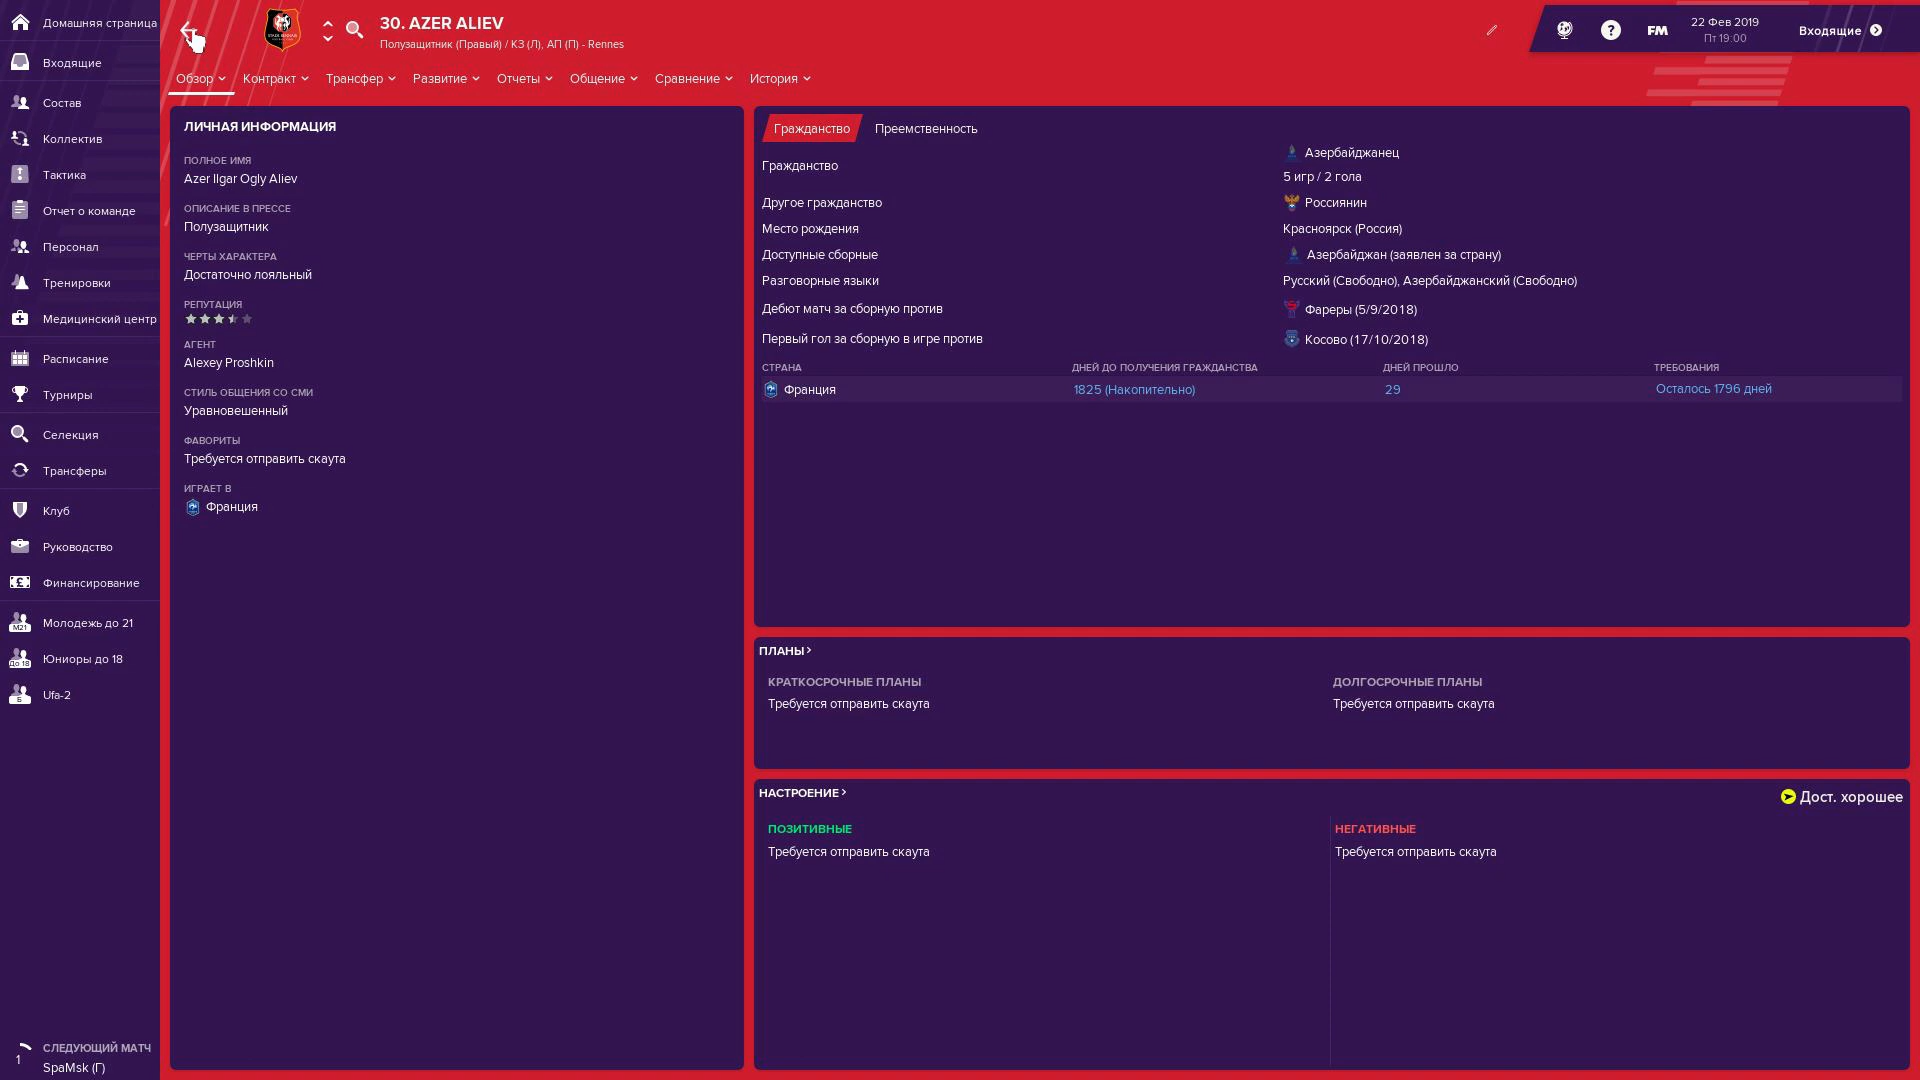 Домашняя страница
Входящие
Состав
Коллектив
Тактика
Отчет о команде
Персонал
Тренировки
Медицинский центр
Расписание
Турниры
Селекция
Трансферы
Клуб
Руководство
Финансирование
М21
Молодежь до 21
До 18
Юниоры до 18
Б
Ufa-2
1
СЛЕДУЮЩИЙ МАТЧ
SpaMsk (Г)
30. AZER ALIEV
Полузащитник (Правый) / КЗ (Л), АП (П) - Rennes
?
FM
22 Фев 2019
Пт 19:00
Входящие
Обзор
Контракт
Трансфер
Развитие
Отчеты
Общение
Сравнение
История
ЛИЧНАЯ ИНФОРМАЦИЯ
ПОЛНОЕ ИМЯ
Azer Ilgar Ogly Aliev
ОПИСАНИЕ В ПРЕССЕ
Полузащитник
ЧЕРТЫ ХАРАКТЕРА
Достаточно лояльный
РЕПУТАЦИЯ
АГЕНТ
Alexey Proshkin
СТИЛЬ ОБЩЕНИЯ СО СМИ
Уравновешенный
ФАВОРИТЫ
Требуется отправить скаута
ИГРАЕТ В
Франция
Гражданство Преемственность
Гражданство
Азербайджанец
5 игр / 2 гола
Другое гражданство Россиянин
Место рождения Красноярск (Россия)
Доступные сборные Азербайджан (заявлен за страну)
Разговорные языки Русский (Свободно), Азербайджанский (Свободно)
Дебют матч за сборную против Фареры (5/9/2018)
Первый гол за сборную в игре против Косово (17/10/2018)
СТРАНА ДНЕЙ ДО ПОЛУЧЕНИЯ ГРАЖДАНСТВА ДНЕЙ ПРОШЛО ТРЕБОВАНИЯ
Франция 1825 (Накопительно) 29 Осталось 1796 дней
ПЛАНЫ
КРАТКОСРОЧНЫЕ ПЛАНЫ ДОЛГОСРОЧНЫЕ ПЛАНЫ
Требуется отправить скаута Требуется отправить скаута
НАСТРОЕНИЕ
Дост. хорошее
ПОЗИТИВНЫЕ НЕГАТИВНЫЕ
Требуется отправить скаута Требуется отправить скаута